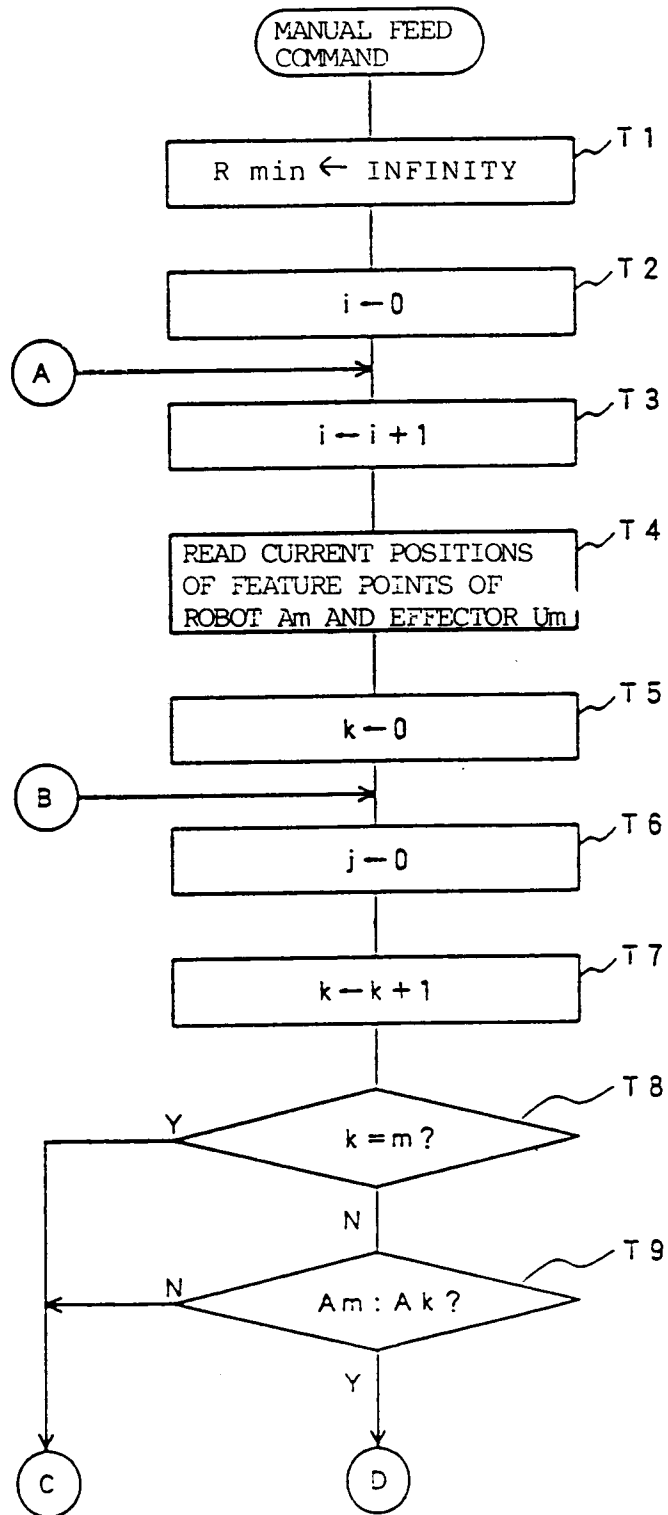 MANUAL FEED
COMMAND
T1
R min ← INFINITY
T2
i ← 0
A
T3
i ← i + 1
T4
READ CURRENT POSITIONS
OF FEATURE POINTS OF
ROBOT Am AND EFFECTOR Um
T5
k ← 0
B
T6
j ← 0
T7
k ← k + 1
T8
Y
k = m ?
N
T9
N
Am : Ak ?
Y
C
D